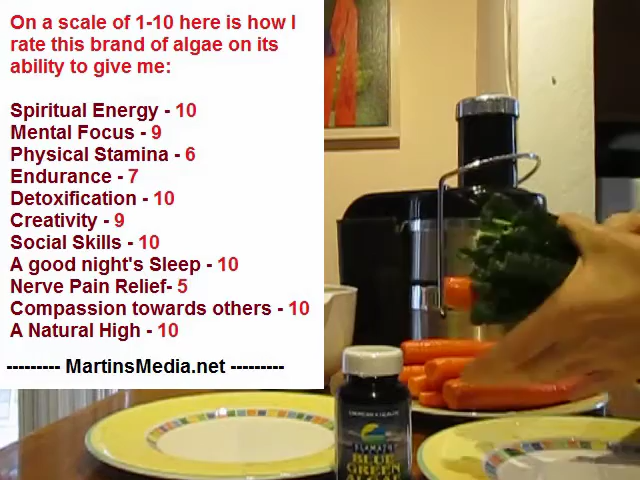 On a scale of 1-10 here is how I
rate this brand of algae on its
ability to give me:
Spiritual Energy - 10
Mental Focus - 9
Physical Stamina - 6
Endurance - 7
Detoxification - 10
Creativity - 9
Social Skills - 10
A good night's Sleep - 10
Nerve Pain Relief- 5
Compassion towards others - 10
A Natural High - 10
--------- MartinsMedia.net ---------
AMERICAN HEALTH
KLAMATH
BLUE
GREEN
ALGAE